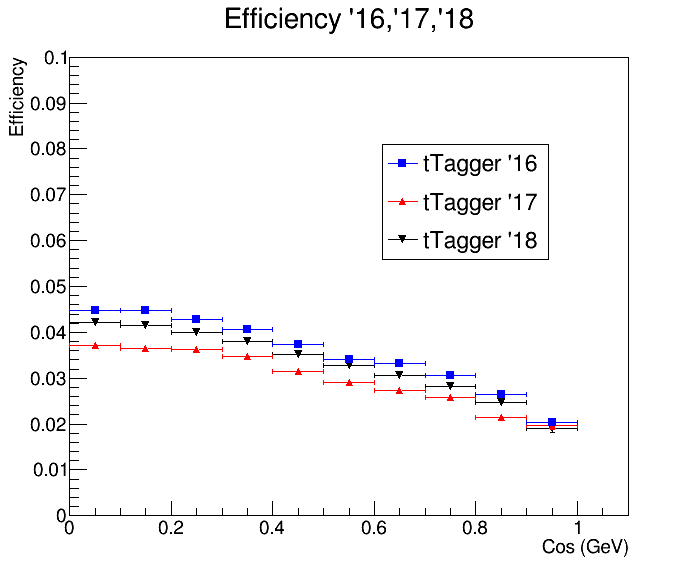 Efficiency '16,'17,'18
Efficiency
0.1
0.09
0.08
0.07
0.06
0.05
0.04
0.03
0.02
0.01
0
tTagger '16
tTagger '17
tTagger '18
0 0.2 0.4 0.6 0.8 1
Cos (GeV)